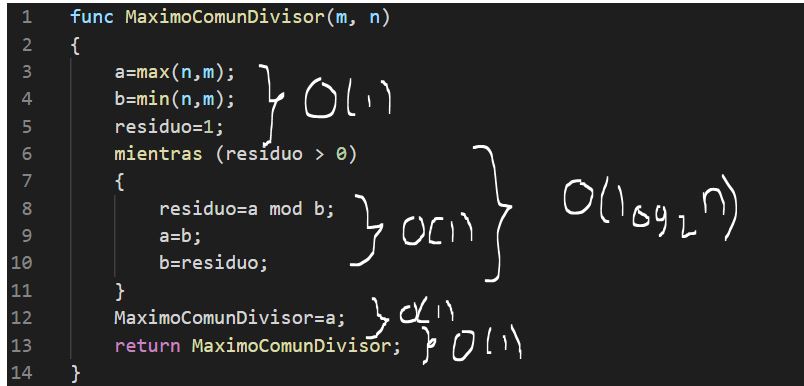 1 func MaximoComunDivisor(m, n)
2 {
3 a=max(n,m);
4 b=min(n,m); O(1)
5 residuo=1;
6 mientras (residuo > 0)
7 {
8 residuo=a mod b; O(log₂n)
9 a=b; O(1)
10 b=residuo;
11 }
12 MaximoComunDivisor=a; O(1)
13 return MaximoComunDivisor; O(1)
14 }